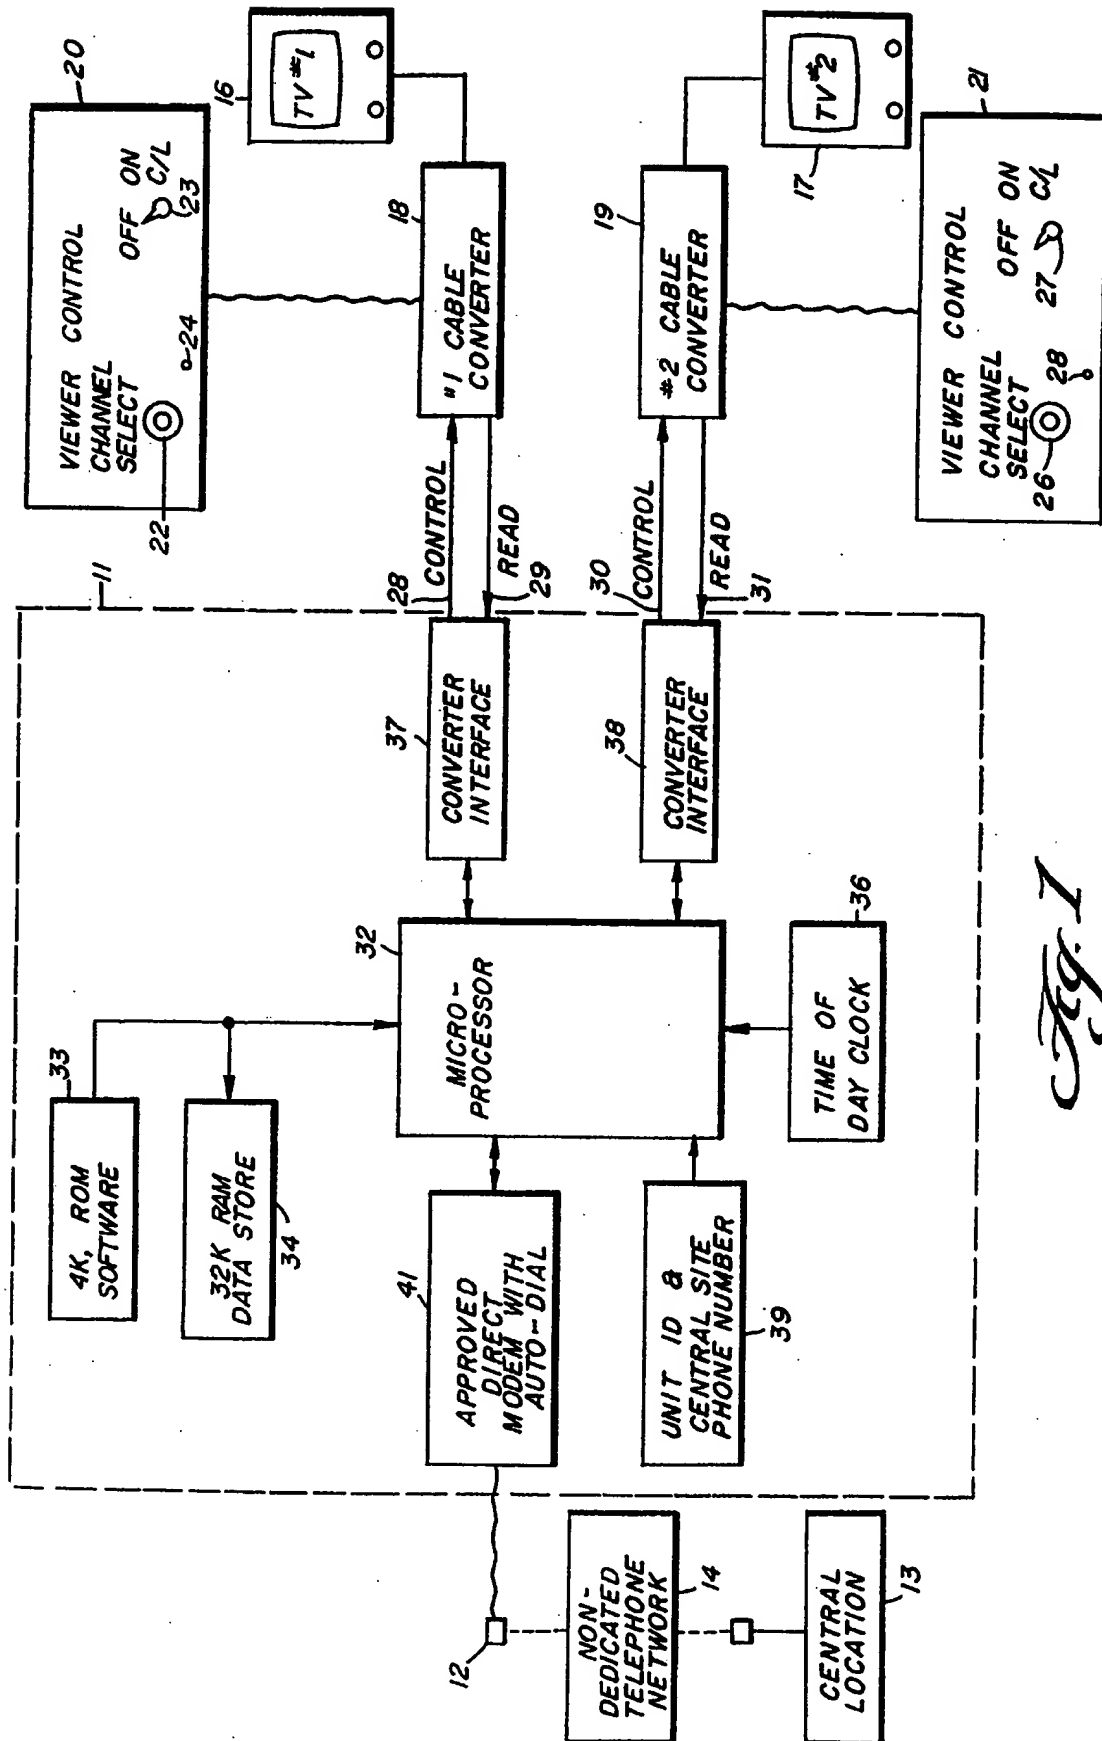 11
33
4K, ROM
SOFTWARE
32K RAM
DATA STORE
34
32
MICRO-
PROCESSOR
41
APPROVED
DIRECT
MODEM WITH
AUTO-DIAL
UNIT ID &
CENTRAL SITE
PHONE NUMBER
39
TIME OF
DAY CLOCK
36
37
CONVERTER
INTERFACE
38
CONVERTER
INTERFACE
28
CONTROL
READ
29
30
CONTROL
READ
31
12
NON-
DEDICATED
TELEPHONE
NETWORK
14
CENTRAL
LOCATION
13
18
#1 CABLE
CONVERTER
19
#2 CABLE
CONVERTER
20
VIEWER CONTROL
CHANNEL
SELECT
OFF ON
C/L
22
24
23
16
TV #1
17
TV #2
21
VIEWER CONTROL
CHANNEL
SELECT
OFF ON
C/L
26
28
27
Fig. 1